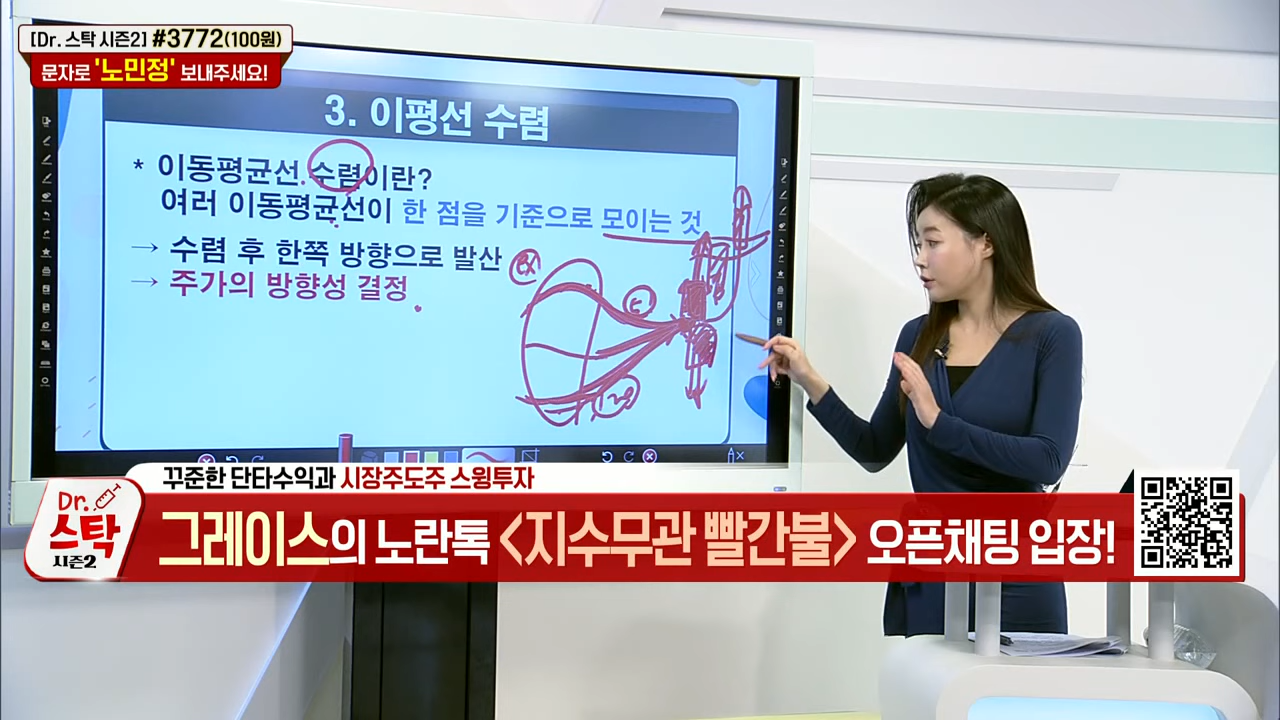 [Dr. 스탁 시즌2] #3772(100원)
문자로 '노민정' 보내주세요!
3. 이평선 수렴
* 이동평균선 수렴이란?
여러 이동평균선이 한 점을 기준으로 모이는 것
→ 수렴 후 한쪽 방향으로 발산
→ 주가의 방향성 결정
ex
5
120
꾸준한 단타수익과 시장주도주 스윙투자
Dr.
스탁
시즌2
그레이스의 노란톡 <지수무관 빨간불> 오픈채팅 입장!